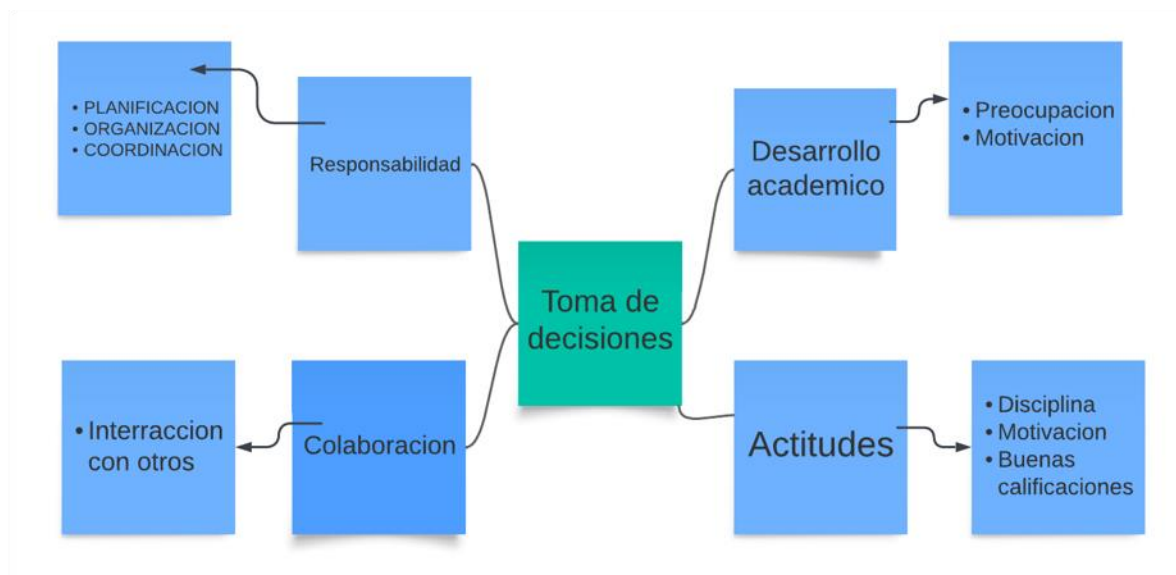 • PLANIFICACION
• ORGANIZACION
• COORDINACION
Responsabilidad
Desarrollo
academico
• Preocupacion
• Motivacion
Toma de
decisiones
• Interraccion
con otros
Colaboracion
Actitudes
• Disciplina
• Motivacion
• Buenas
calificaciones